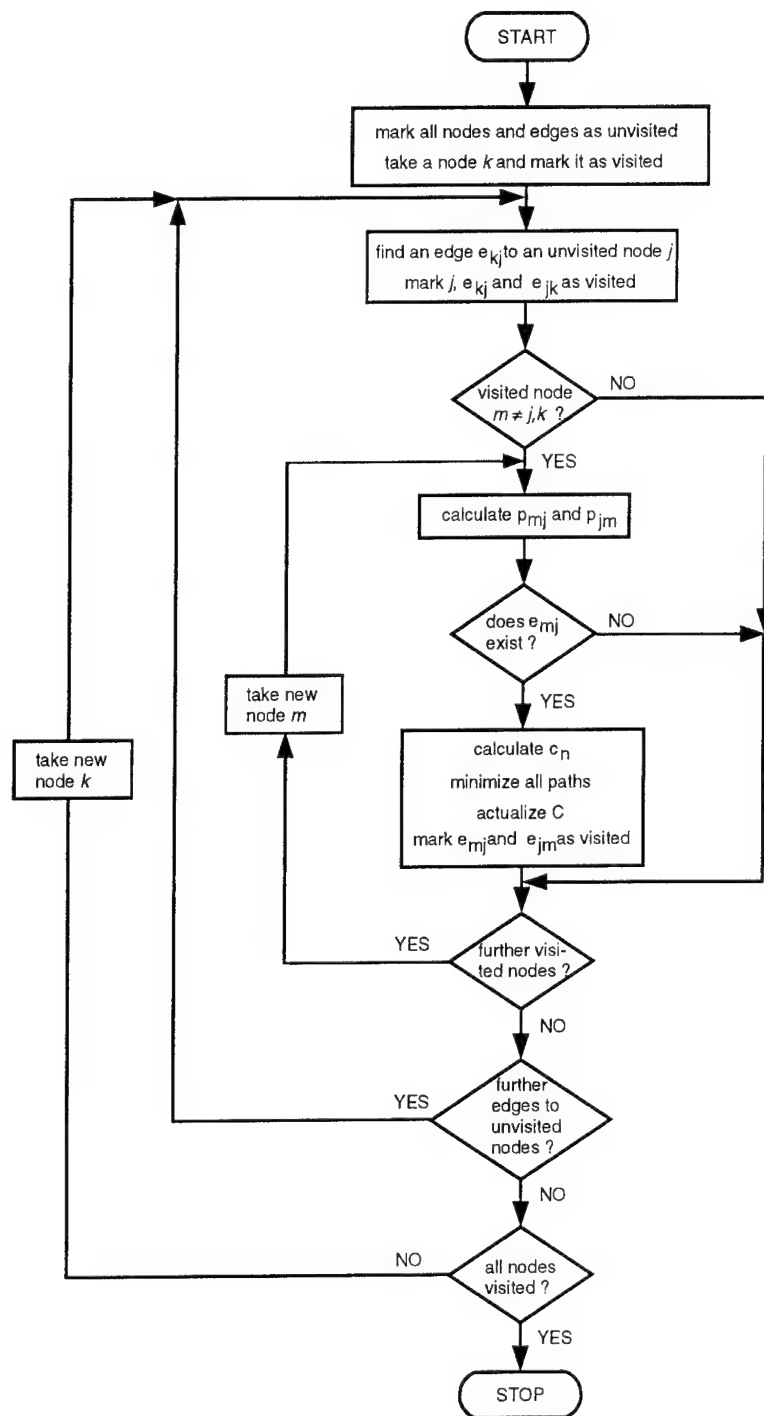 START
mark all nodes and edges as unvisited
take a node k and mark it as visited
find an edge e_kj to an unvisited node j
mark j, e_kj and e_jk as visited
visited node
m ≠ j,k ?
NO
YES
calculate p_mj and p_jm
does e_mj
exist ?
NO
YES
take new
node m
take new
node k
calculate c_n
minimize all paths
actualize C
mark e_mj and e_jm as visited
further visi-
ted nodes ?
YES
NO
further
edges to
unvisited
nodes ?
YES
NO
all nodes
visited ?
NO
YES
STOP